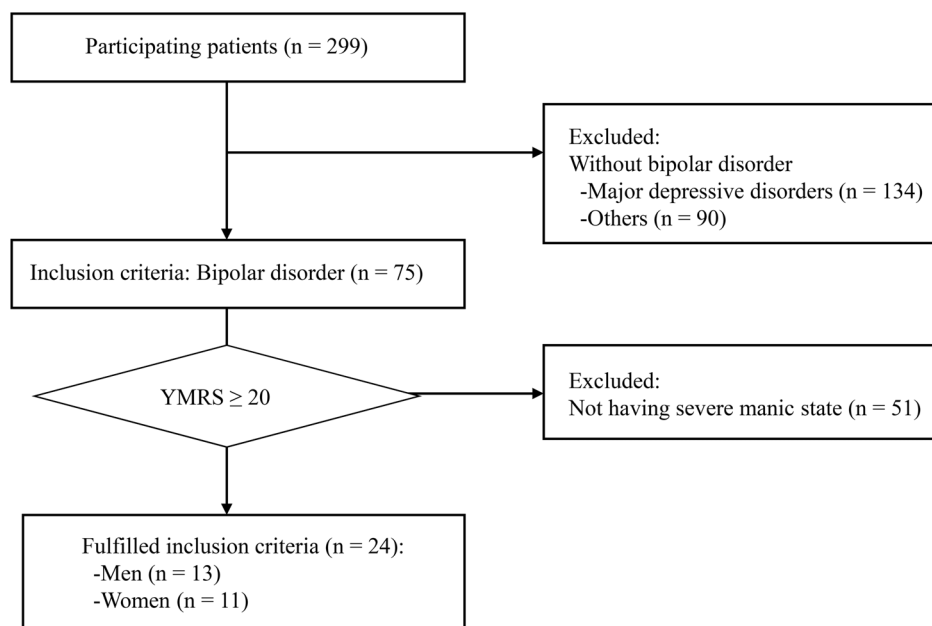 Participating patients (n = 299)
Excluded:
Without bipolar disorder
-Major depressive disorders (n = 134)
-Others (n = 90)
Inclusion criteria: Bipolar disorder (n = 75)
YMRS ≥ 20
Excluded:
Not having severe manic state (n = 51)
Fulfilled inclusion criteria (n = 24):
-Men (n = 13)
-Women (n = 11)